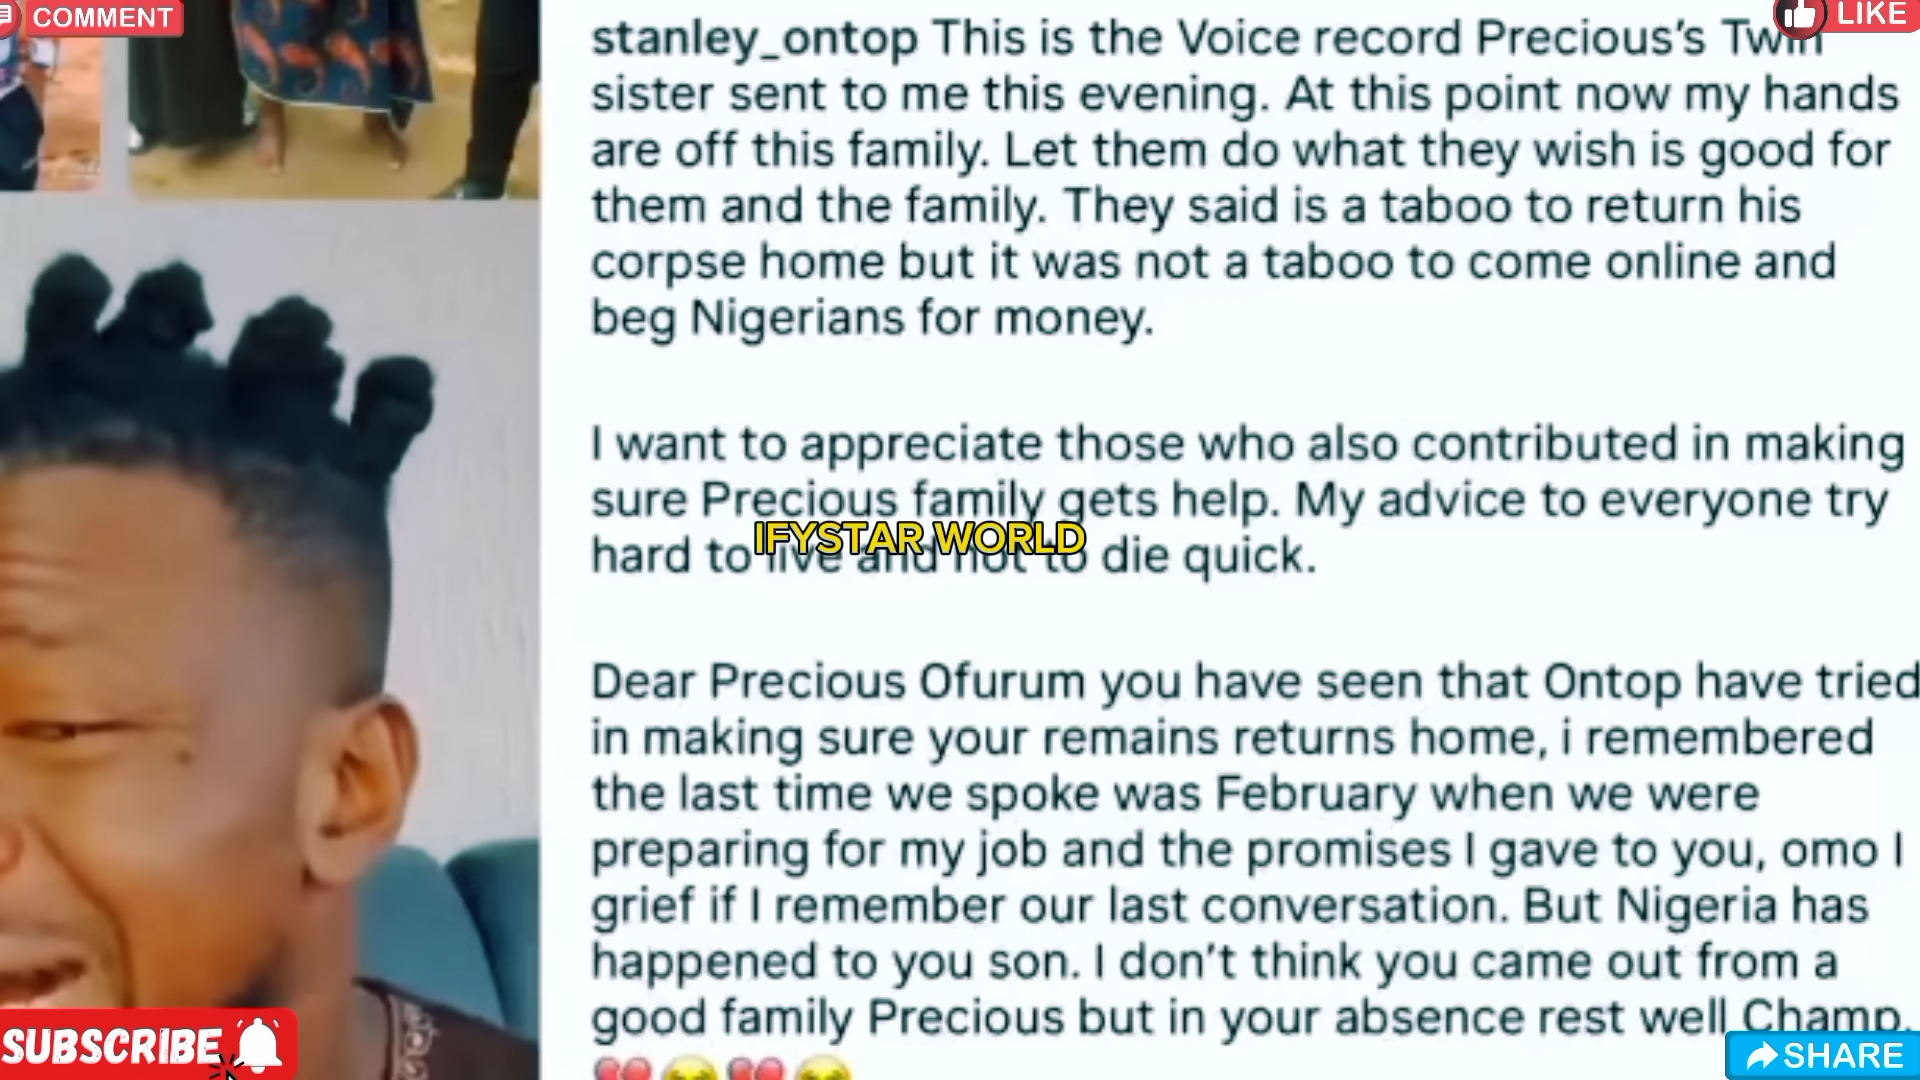 COMMENT
LIKE
stanley_ontop This is the Voice record Precious's Twin
sister sent to me this evening. At this point now my hands
are off this family. Let them do what they wish is good for
them and the family. They said is a taboo to return his
corpse home but it was not a taboo to come online and
beg Nigerians for money.
I want to appreciate those who also contributed in making
sure Precious family gets help. My advice to everyone try
hard to live and not to die quick.
IFYSTAR WORLD
Dear Precious Ofurum you have seen that Ontop have tried
in making sure your remains returns home, i remembered
the last time we spoke was February when we were
preparing for my job and the promises I gave to you, omo I
grief if I remember our last conversation. But Nigeria has
happened to you son. I don't think you came out from a
good family Precious but in your absence rest well Champ.
💔😭💔😭
SUBSCRIBE
SHARE